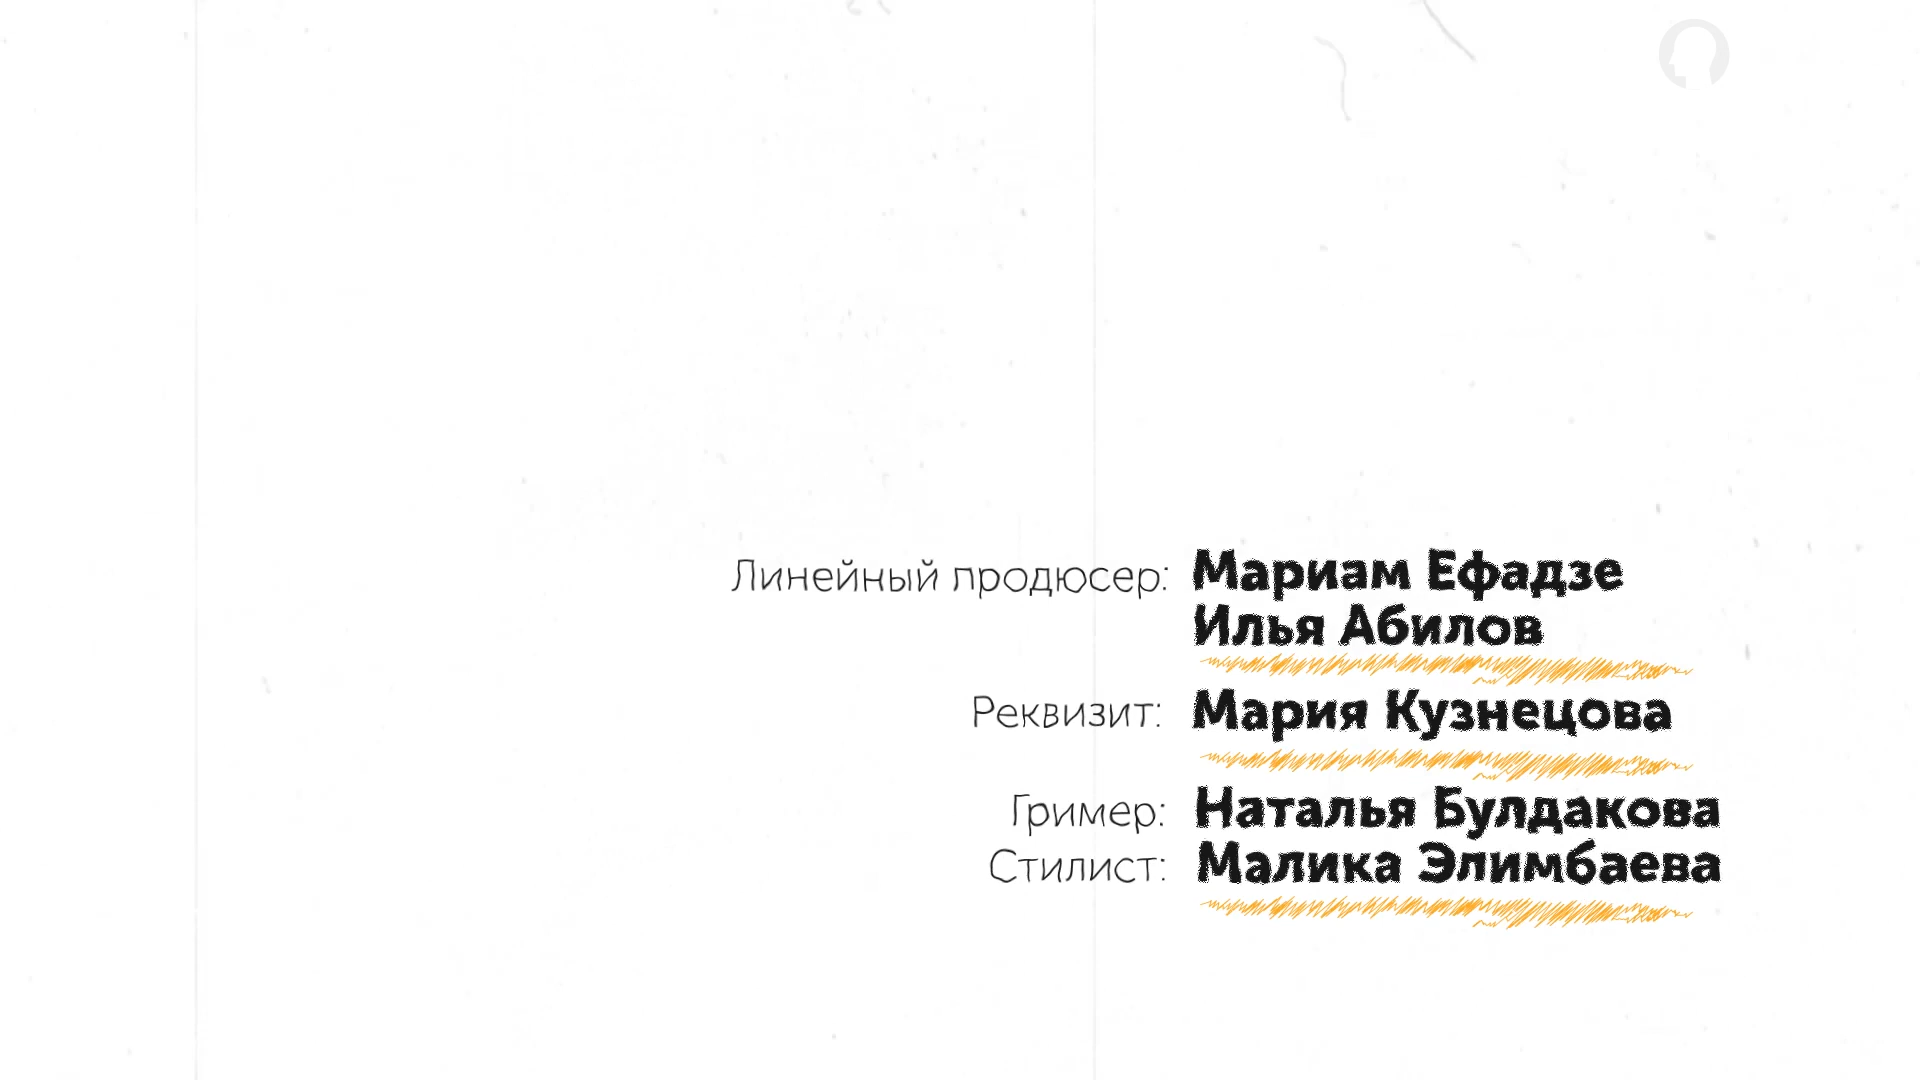 Линейный продюсер: Мариам Ефадзе
Илья Абилов
Реквизит: Мария Кузнецова
Гример: Наталья Булдакова
Стилист: Малика Элимбаева